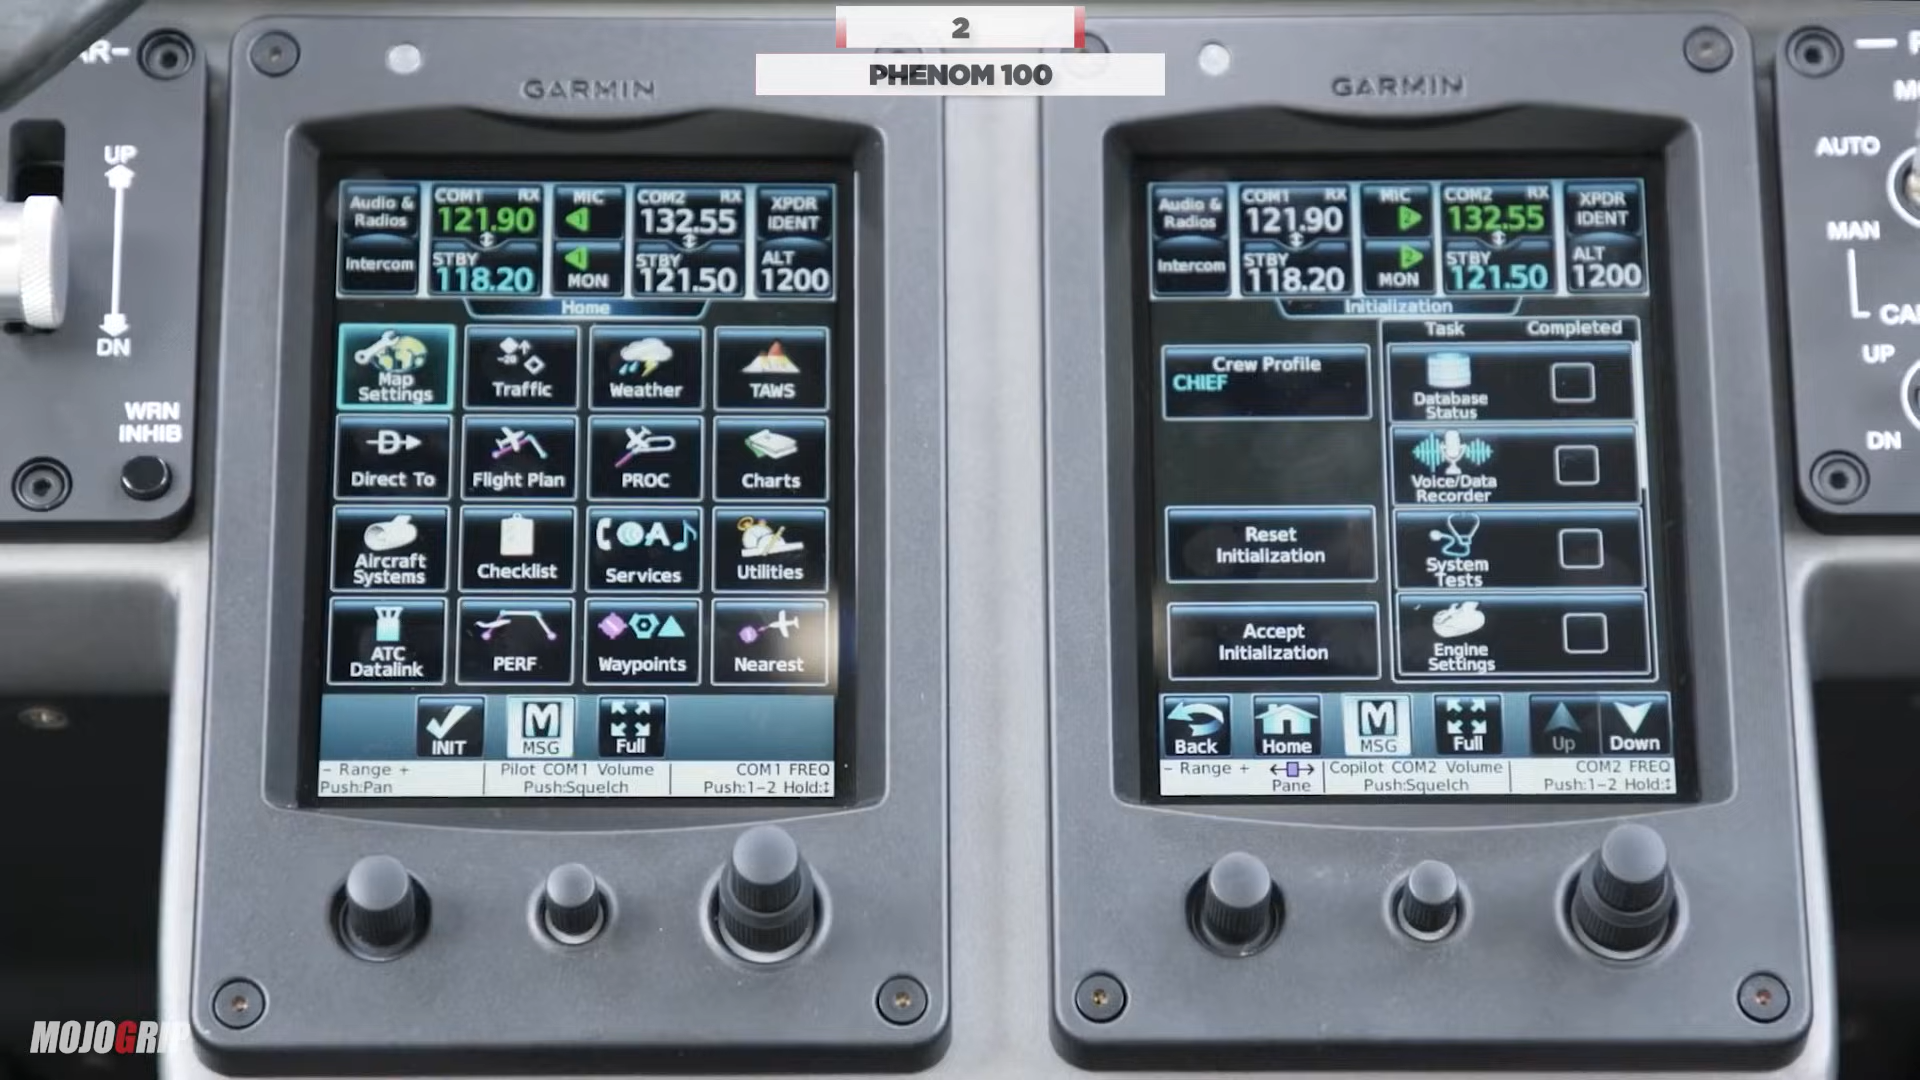 2
PHENOM 100
UP
DN
WRN
INHIB
GARMIN
Audio &
Radios
Intercom
COM1 RX
121.90
STBY
118.20
MIC
1
1
MON
COM2 RX
132.55
STBY
121.50
XPDR
IDENT
ALT
1200
Home
Map
Settings
Traffic
Weather
TAWS
Direct To
Flight Plan
PROC
Charts
Aircraft
Systems
Checklist
Services
Utilities
ATC
Datalink
PERF
Waypoints
Nearest
INIT
M
MSG
Full
- Range +
Push:Pan
Pilot COM1 Volume
Push:Squelch
COM1 FREQ
Push:1-2 Hold:↕
GARMIN
Audio &
Radios
Intercom
COM1 RX
121.90
STBY
118.20
MIC
2
2
MON
COM2 RX
132.55
STBY
121.50
XPDR
IDENT
ALT
1200
Initialization
Task Completed
Crew Profile
CHIEF
Reset
Initialization
Accept
Initialization
Database
Status
Voice/Data
Recorder
System
Tests
Engine
Settings
Back
Home
M
MSG
Full
Up
Down
- Range +
Pane
Copilot COM2 Volume
Push:Squelch
COM2 FREQ
Push:1-2 Hold:↕
AUTO
MAN
UP
DN
MOJOGRIP